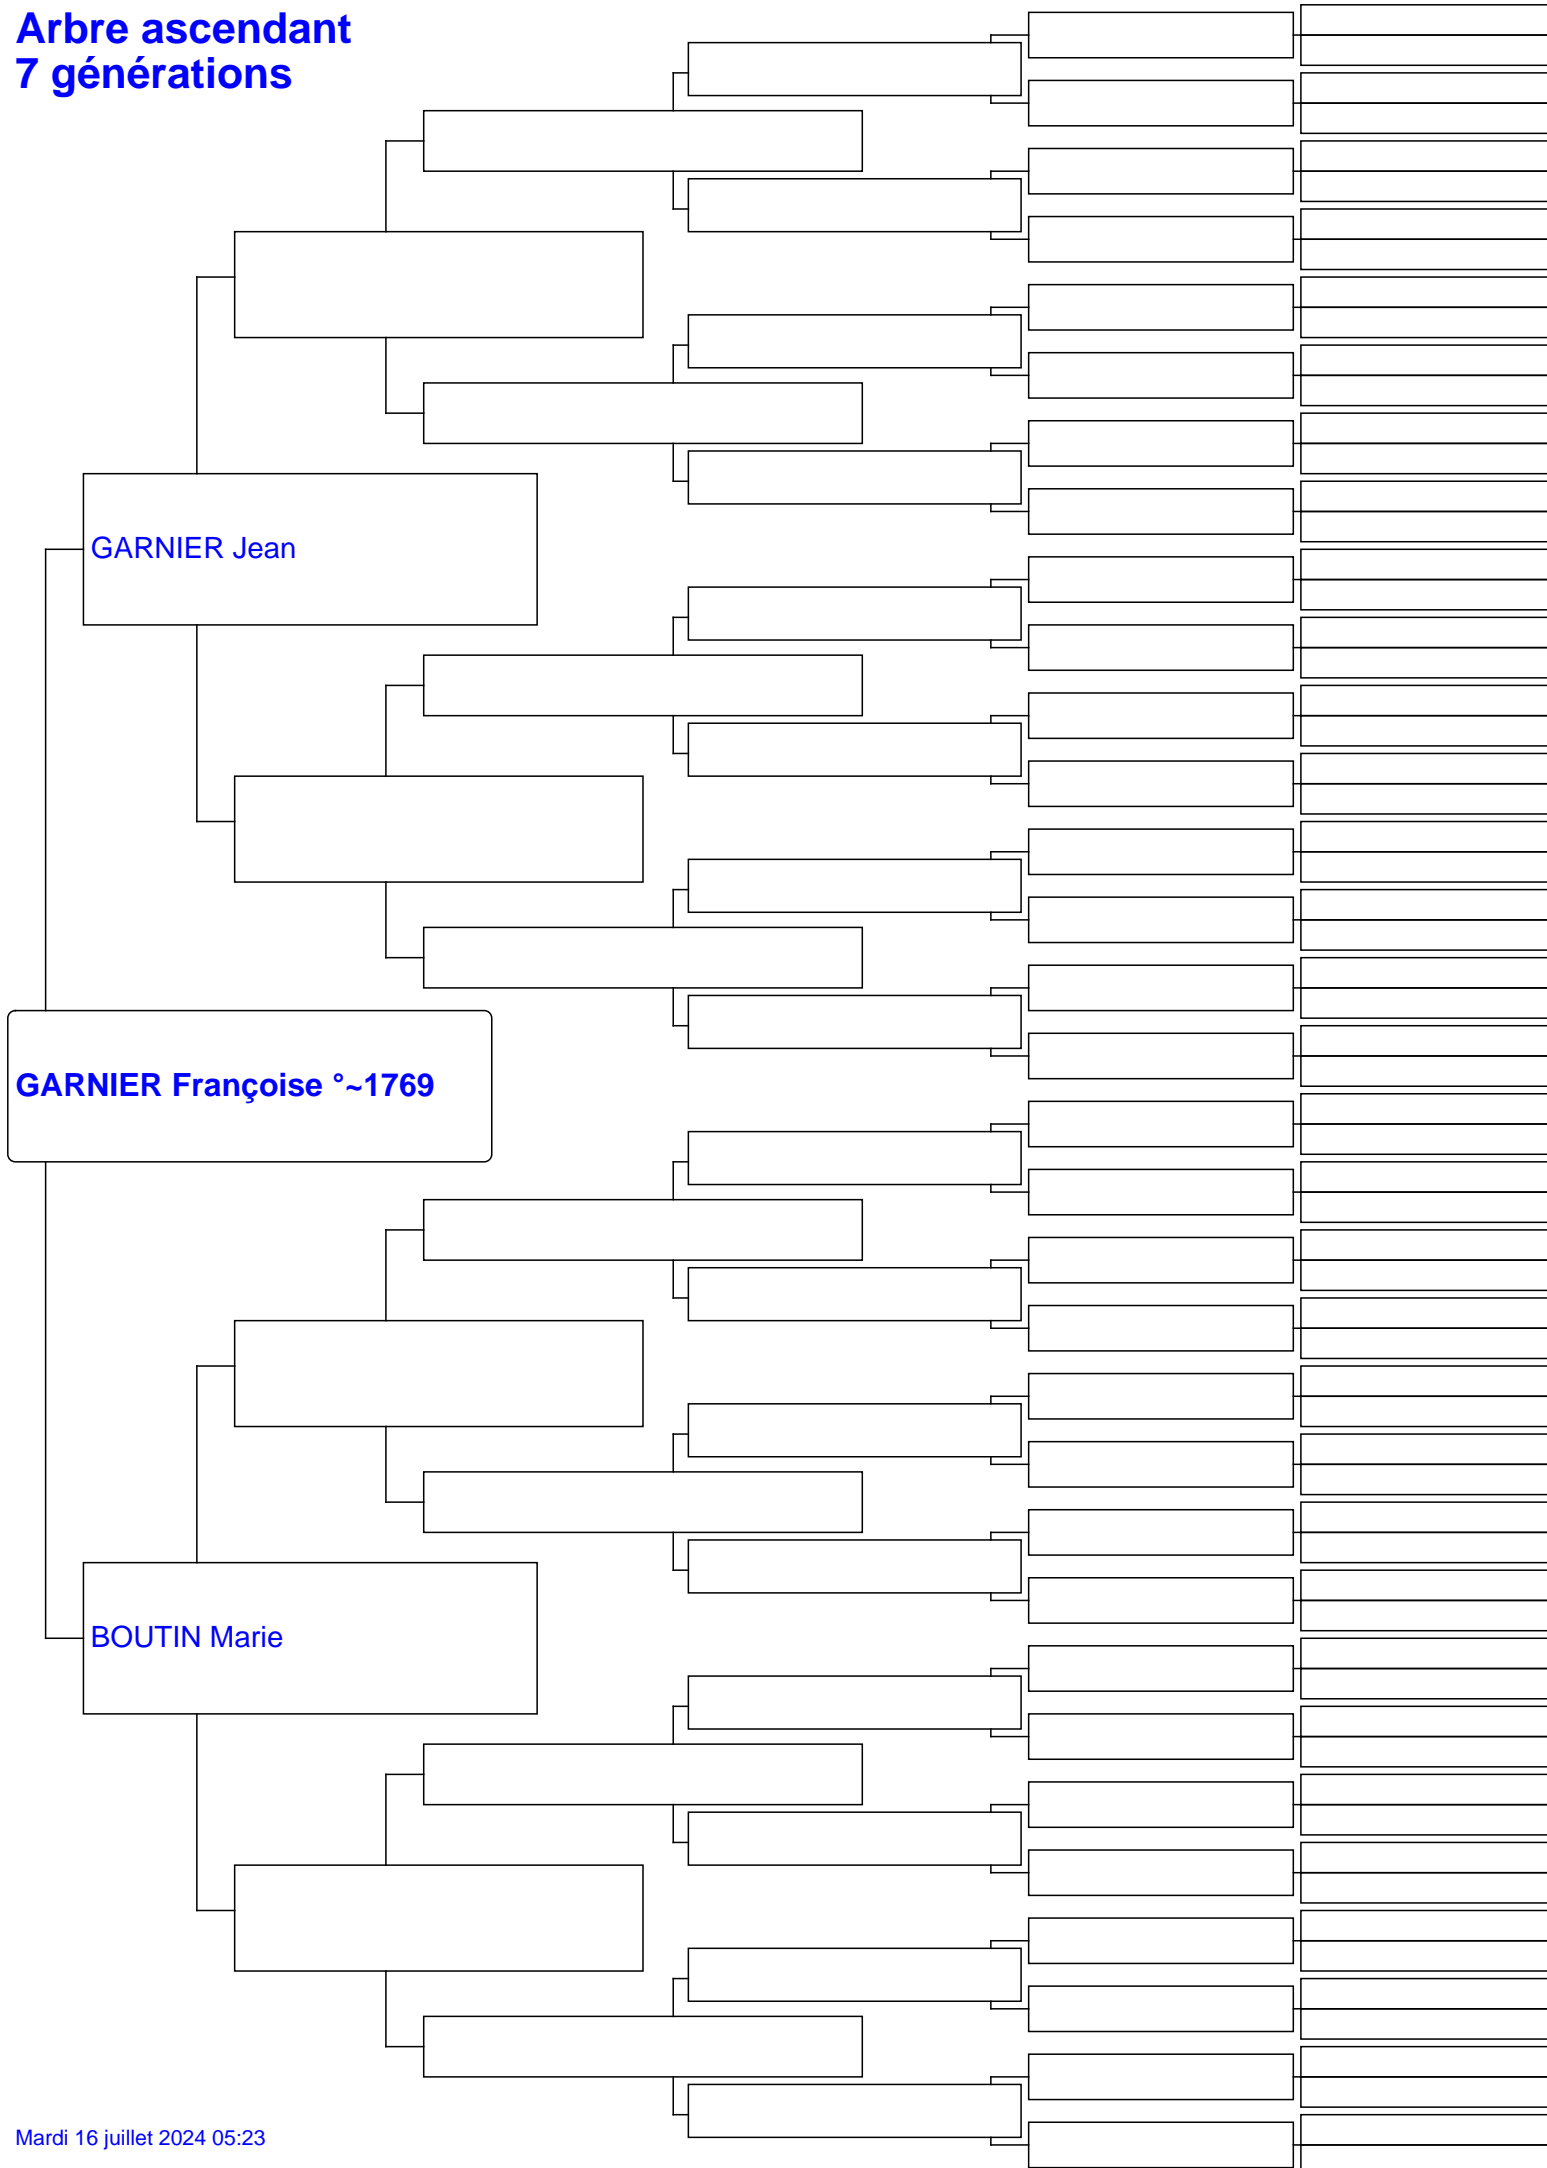 Arbre ascendant
7 générations
GARNIER Jean
GARNIER Françoise °~1769
BOUTIN Marie
Mardi 16 juillet 2024 05:23